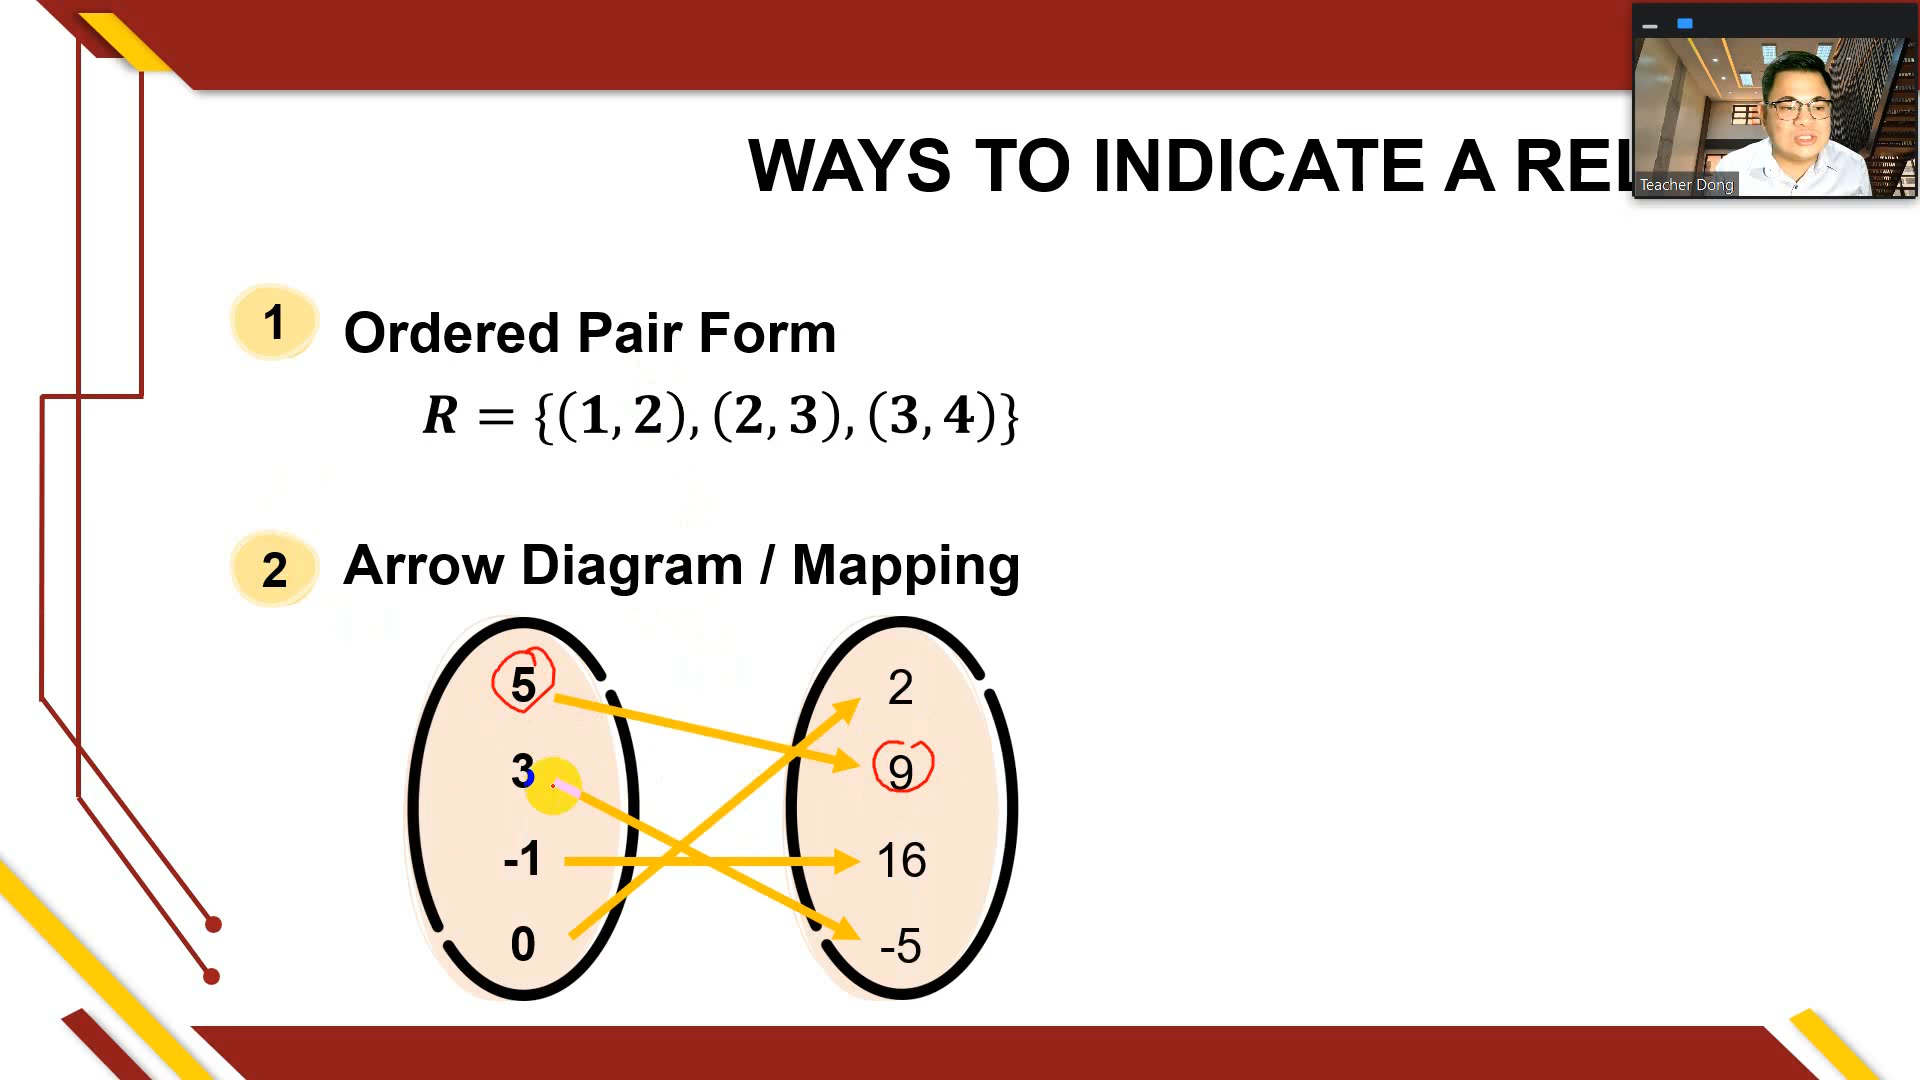 WAYS TO INDICATE A REL
Teacher Dong
1 Ordered Pair Form
R = {(1, 2), (2, 3), (3, 4)}
2 Arrow Diagram / Mapping
5 2
3 9
-1 16
0 -5